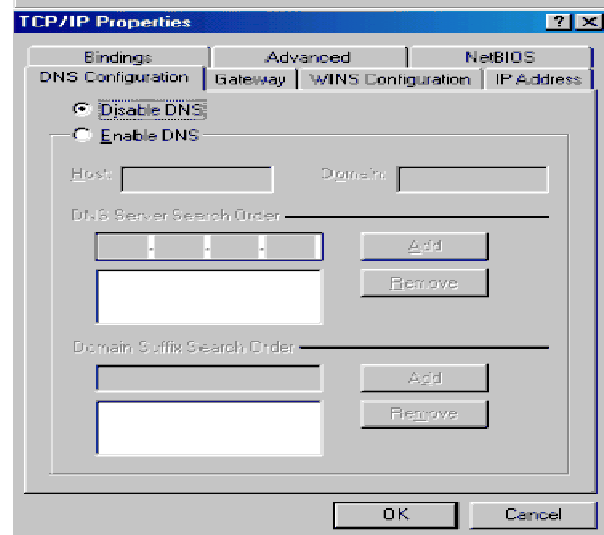 TCP/IP Properties ? ×
Bindings Advanced NetBIOS
DNS Configuration Gateway WINS Configuration IP Address
Disable DNS
Enable DNS
Host: Domain:
DNS Server Search Order
. . . Add
Remove
Domain Suffix Search Order
Add
Remove
OK Cancel